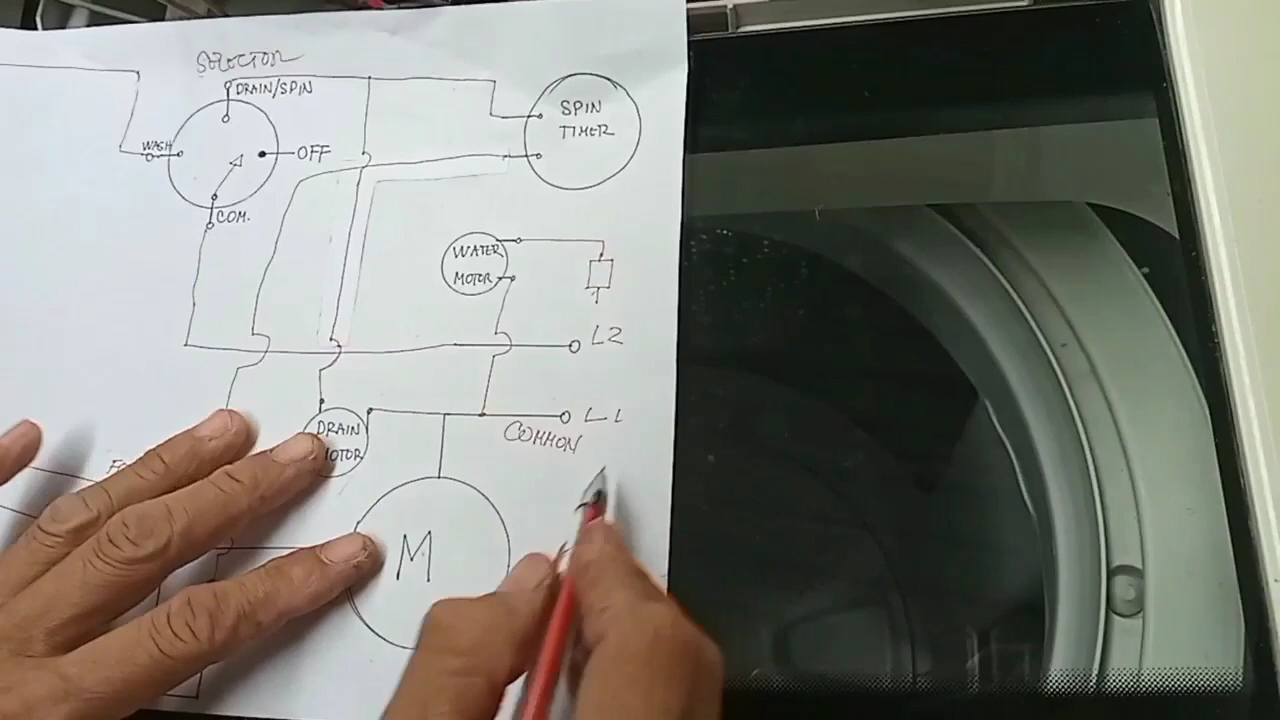 SELECTOR
DRAIN/SPIN
WASH
OFF
COM.
SPIN
TIMER
WATER
MOTOR
L2
L1
COMMON
DRAIN
MOTOR
M